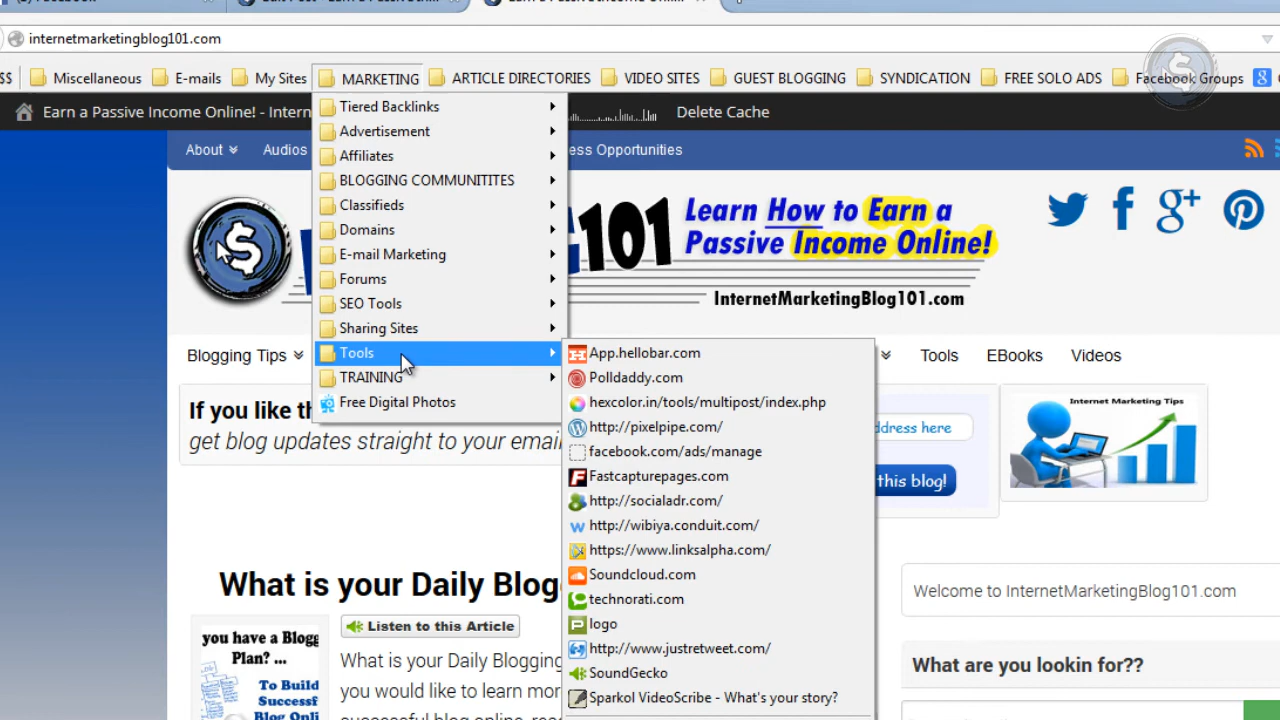 internetmarketingblog101.com
$$ Miscellaneous E-mails My Sites MARKETING ARTICLE DIRECTORIES VIDEO SITES GUEST BLOGGING SYNDICATION FREE SOLO ADS Facebook Groups
Earn a Passive Income Online! - Intern Delete Cache
About Audios ess Opportunities
Tiered Backlinks
Advertisement
Affiliates
BLOGGING COMMUNITITES
Classifieds
Domains
E-mail Marketing
Forums
SEO Tools
Sharing Sites
Tools
TRAINING
Free Digital Photos
101
Learn How to Earn a
Passive Income Online!
InternetMarketingBlog101.com
Blogging Tips Tools EBooks Videos
App.hellobar.com
Polldaddy.com
hexcolor.in/tools/multipost/index.php
http://pixelpipe.com/
facebook.com/ads/manage
Fastcapturepages.com
http://socialadr.com/
http://wibiya.conduit.com/
https://www.linksalpha.com/
Soundcloud.com
technorati.com
logo
http://www.justretweet.com/
SoundGecko
Sparkol VideoScribe - What's your story?
If you like th
get blog updates straight to your email
address here
this blog!
Internet Marketing Tips
What is your Daily Blogg
Listen to this Article
you have a Blogg
Plan? ...
To Build
Successf
Blog Onli
What is your Daily Blogging
you would like to learn more
successful blog online, rea
Welcome to InternetMarketingBlog101.com
What are you lookin for??